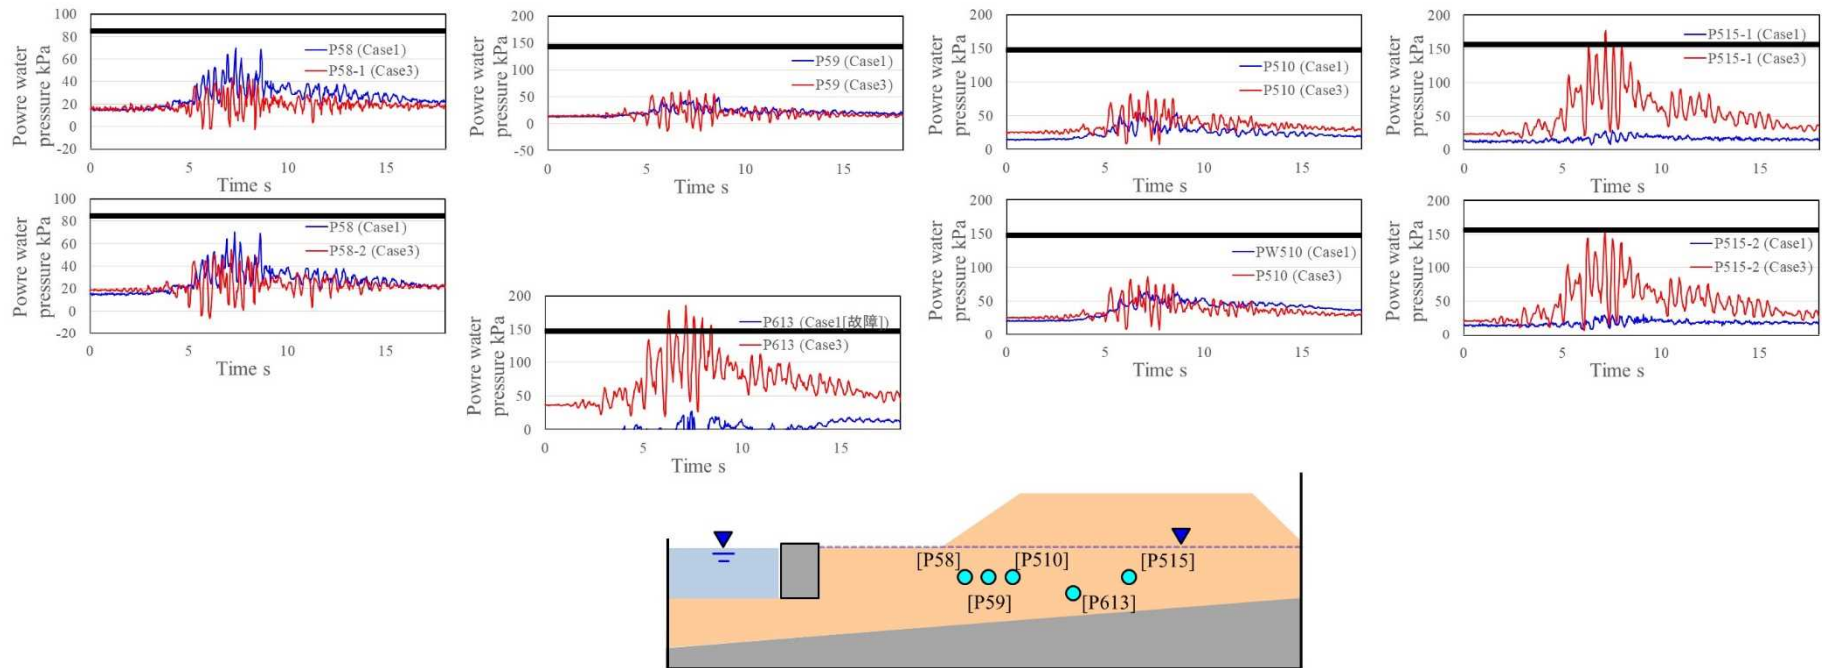 100
80
60
40
20
0
-20
Powre water
pressure kPa
P58 (Case1)
P58-1 (Case3)
0
5
10
15
Time s
200
150
100
50
0
-50
Powre water
pressure kPa
P59 (Case1)
P59 (Case3)
0
5
10
15
Time s
200
150
100
50
0
Powre water
pressure kPa
P510 (Case1)
P510 (Case3)
0
5
10
15
Time s
200
150
100
50
0
Powre water
pressure kPa
P515-1 (Case1)
P515-1 (Case3)
0
5
10
15
Time s
100
80
60
40
20
0
-20
Powre water
pressure kPa
P58 (Case1)
P58-2 (Case3)
0
5
10
15
Time s
200
150
100
50
0
Powre water
pressure kPa
P613 (Case1[故障])
P613 (Case3)
0
5
10
15
Time s
200
150
100
50
0
Powre water
pressure kPa
PW510 (Case1)
P510 (Case3)
0
5
10
15
Time s
200
150
100
50
0
Powre water
pressure kPa
P515-2 (Case1)
P515-2 (Case3)
0
5
10
15
Time s
[P58]
[P510]
[P515]
[P59]
[P613]